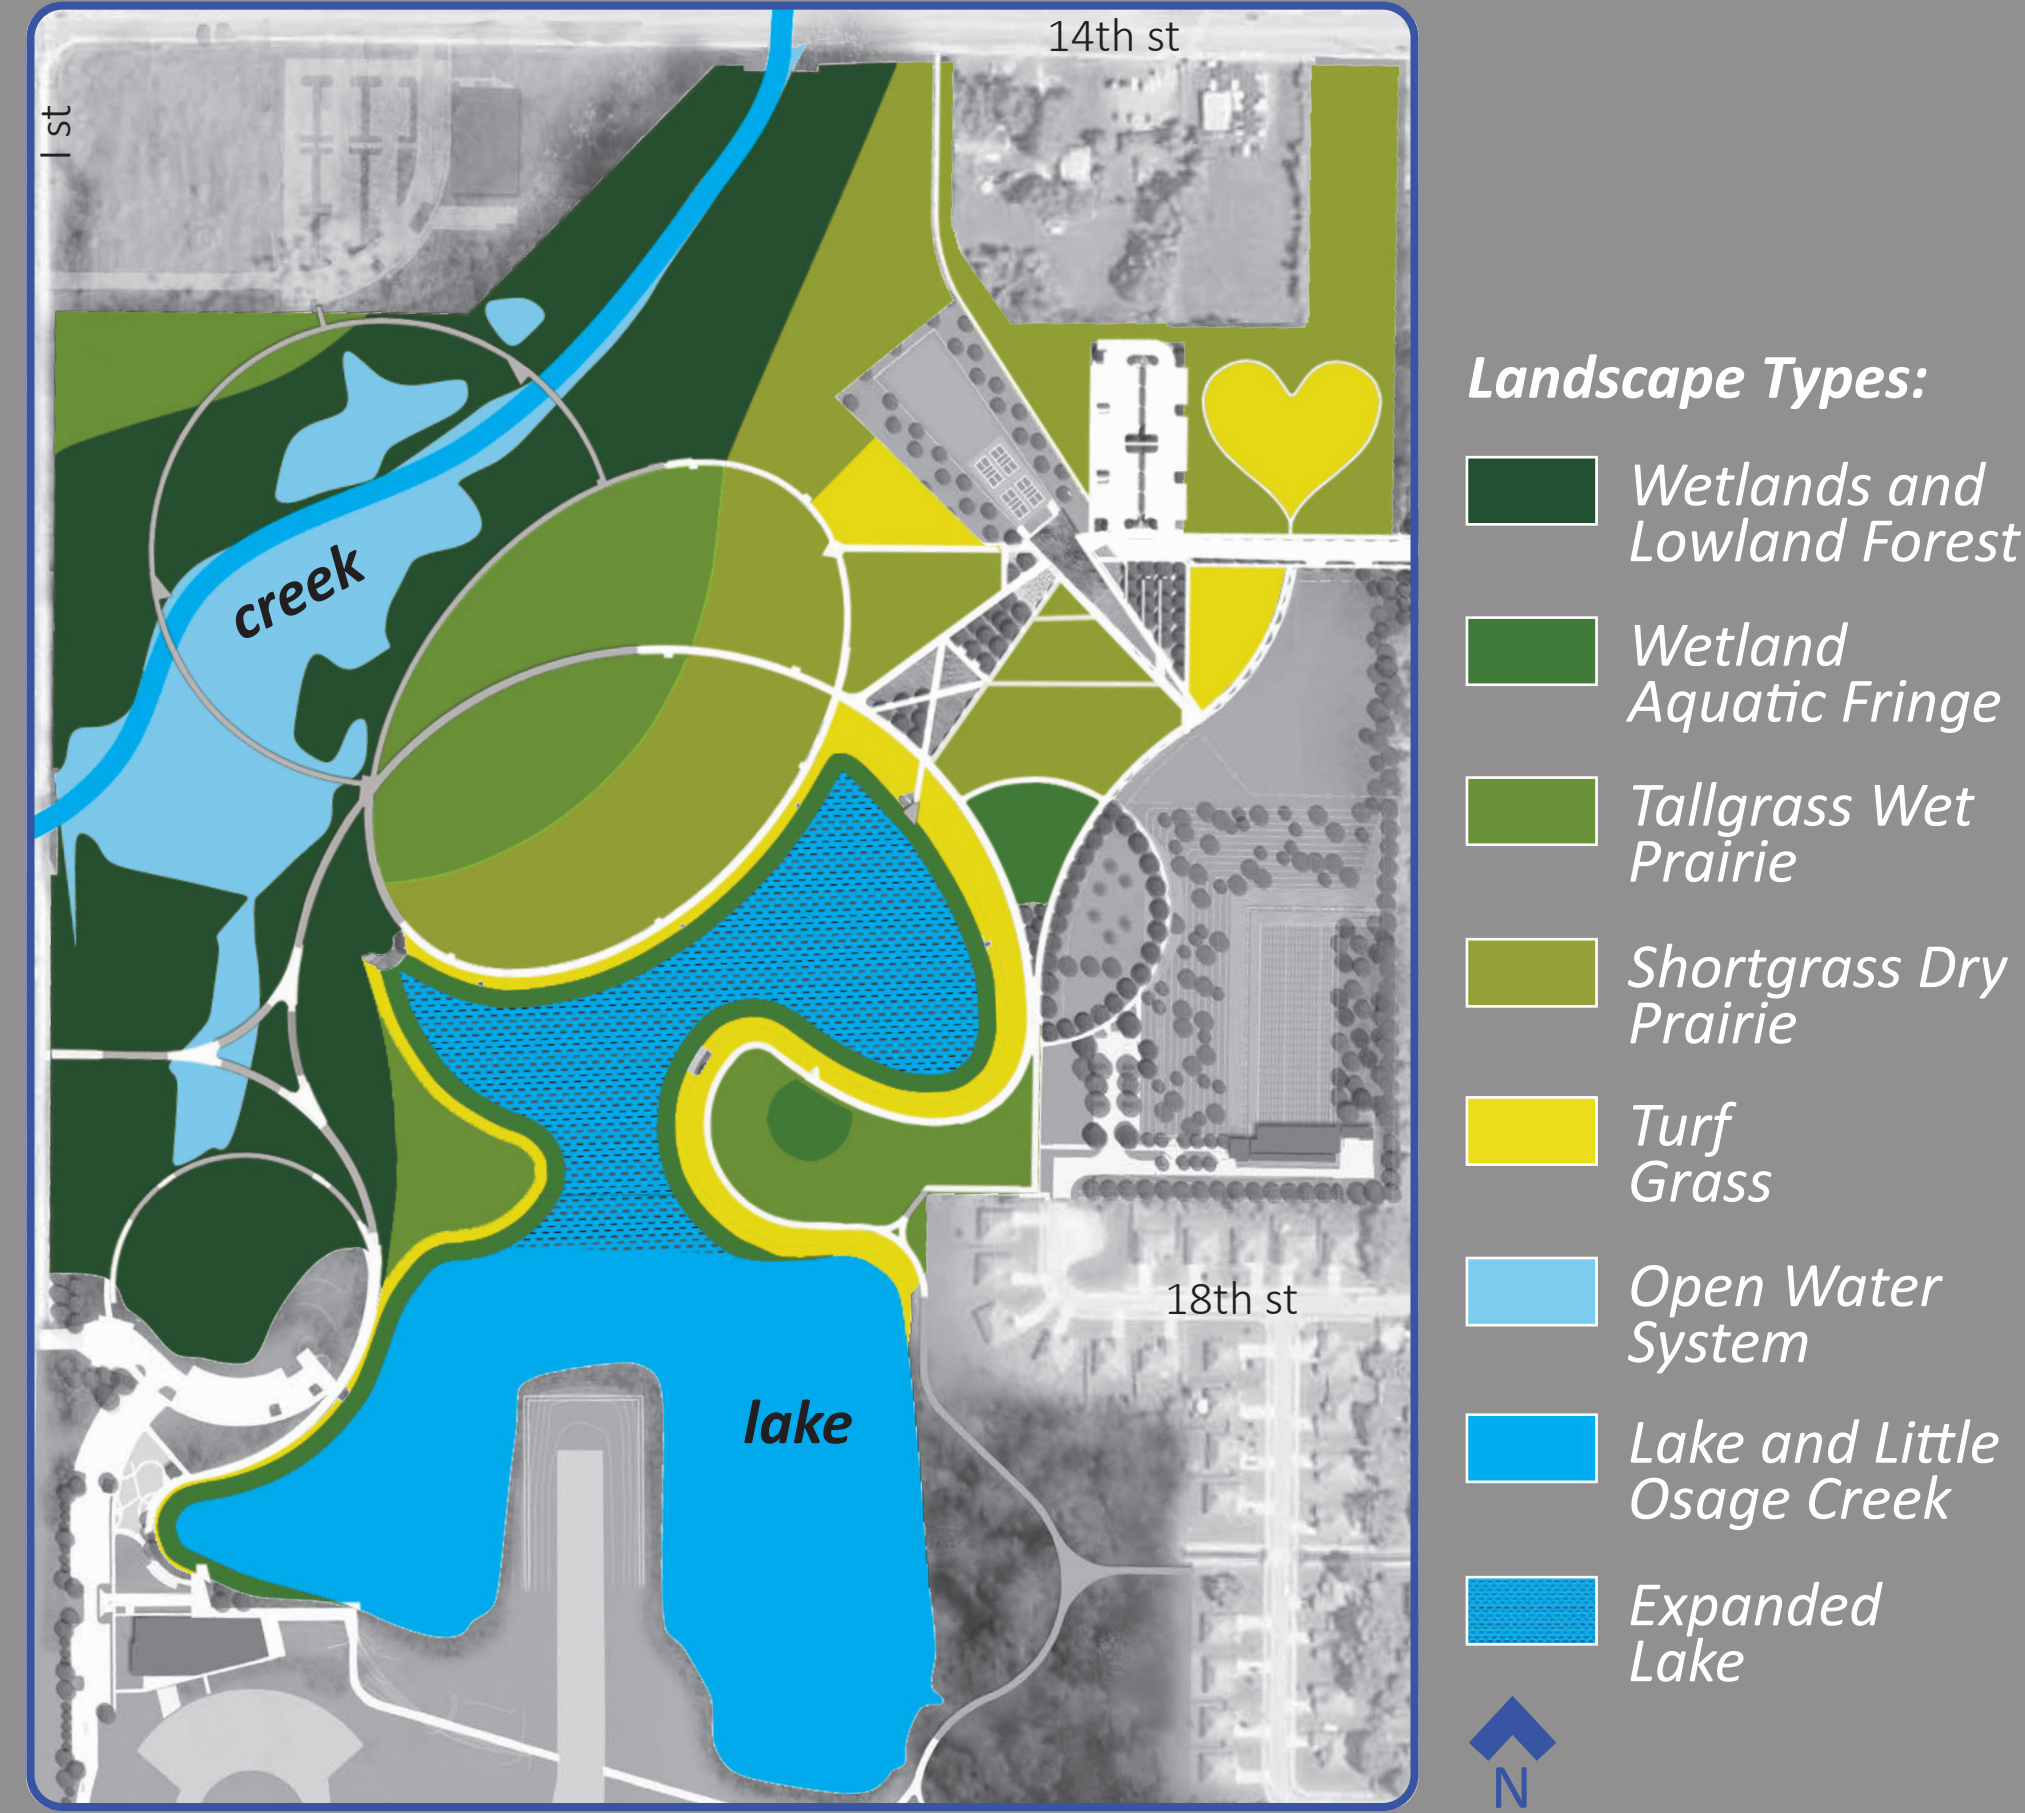 14th st
I st
creek
18th st
lake
Landscape Types:
Wetlands and
Lowland Forest
Wetland
Aquatic Fringe
Tallgrass Wet
Prairie
Shortgrass Dry
Prairie
Turf
Grass
Open Water
System
Lake and Little
Osage Creek
Expanded
Lake
N